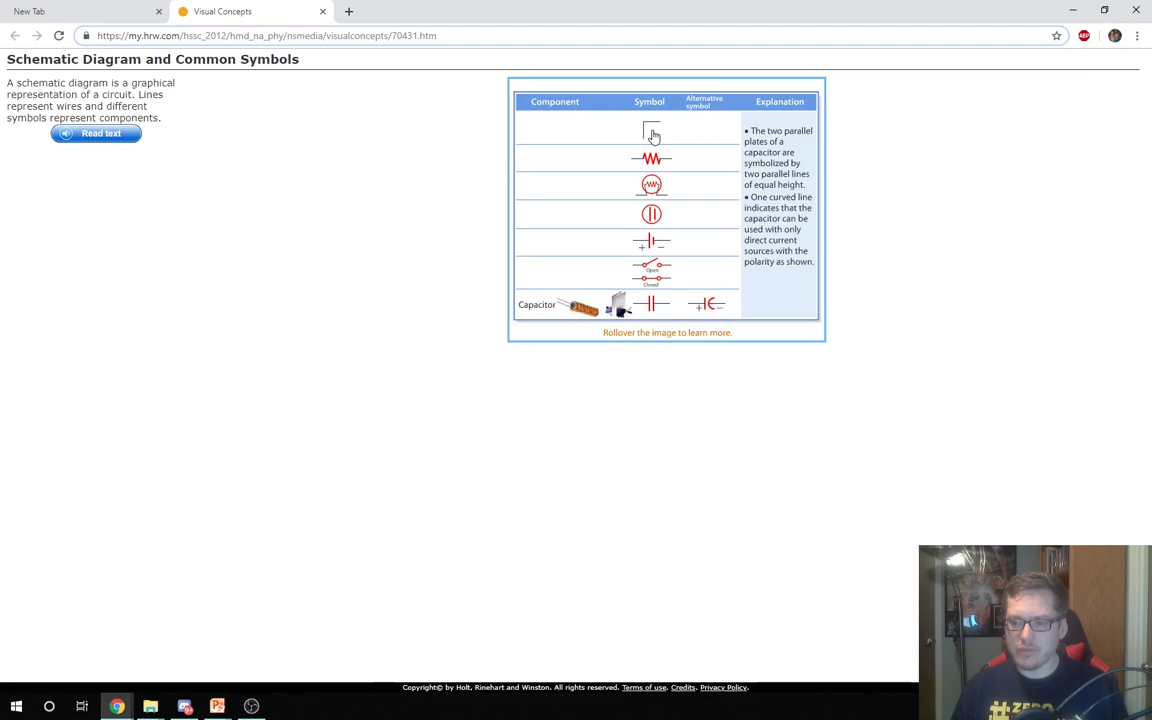 New Tab
Visual Concepts
https://my.hrw.com/hssc_2012/hmd_na_phy/nsmedia/visualconcepts/70431.htm
ABP
Schematic Diagram and Common Symbols
A schematic diagram is a graphical
representation of a circuit. Lines
represent wires and different
symbols represent components.
Read text
Component
Symbol
Alternative
symbol
Explanation
• The two parallel
plates of a
capacitor are
symbolized by
two parallel lines
of equal height.
• One curved line
indicates that the
capacitor can be
used with only
direct current
sources with the
polarity as shown.
+ −
Open
Closed
Capacitor
+ −
Rollover the image to learn more.
Copyright© by Holt, Rinehart and Winston. All rights reserved. Terms of use. Credits. Privacy Policy.
#ZERO